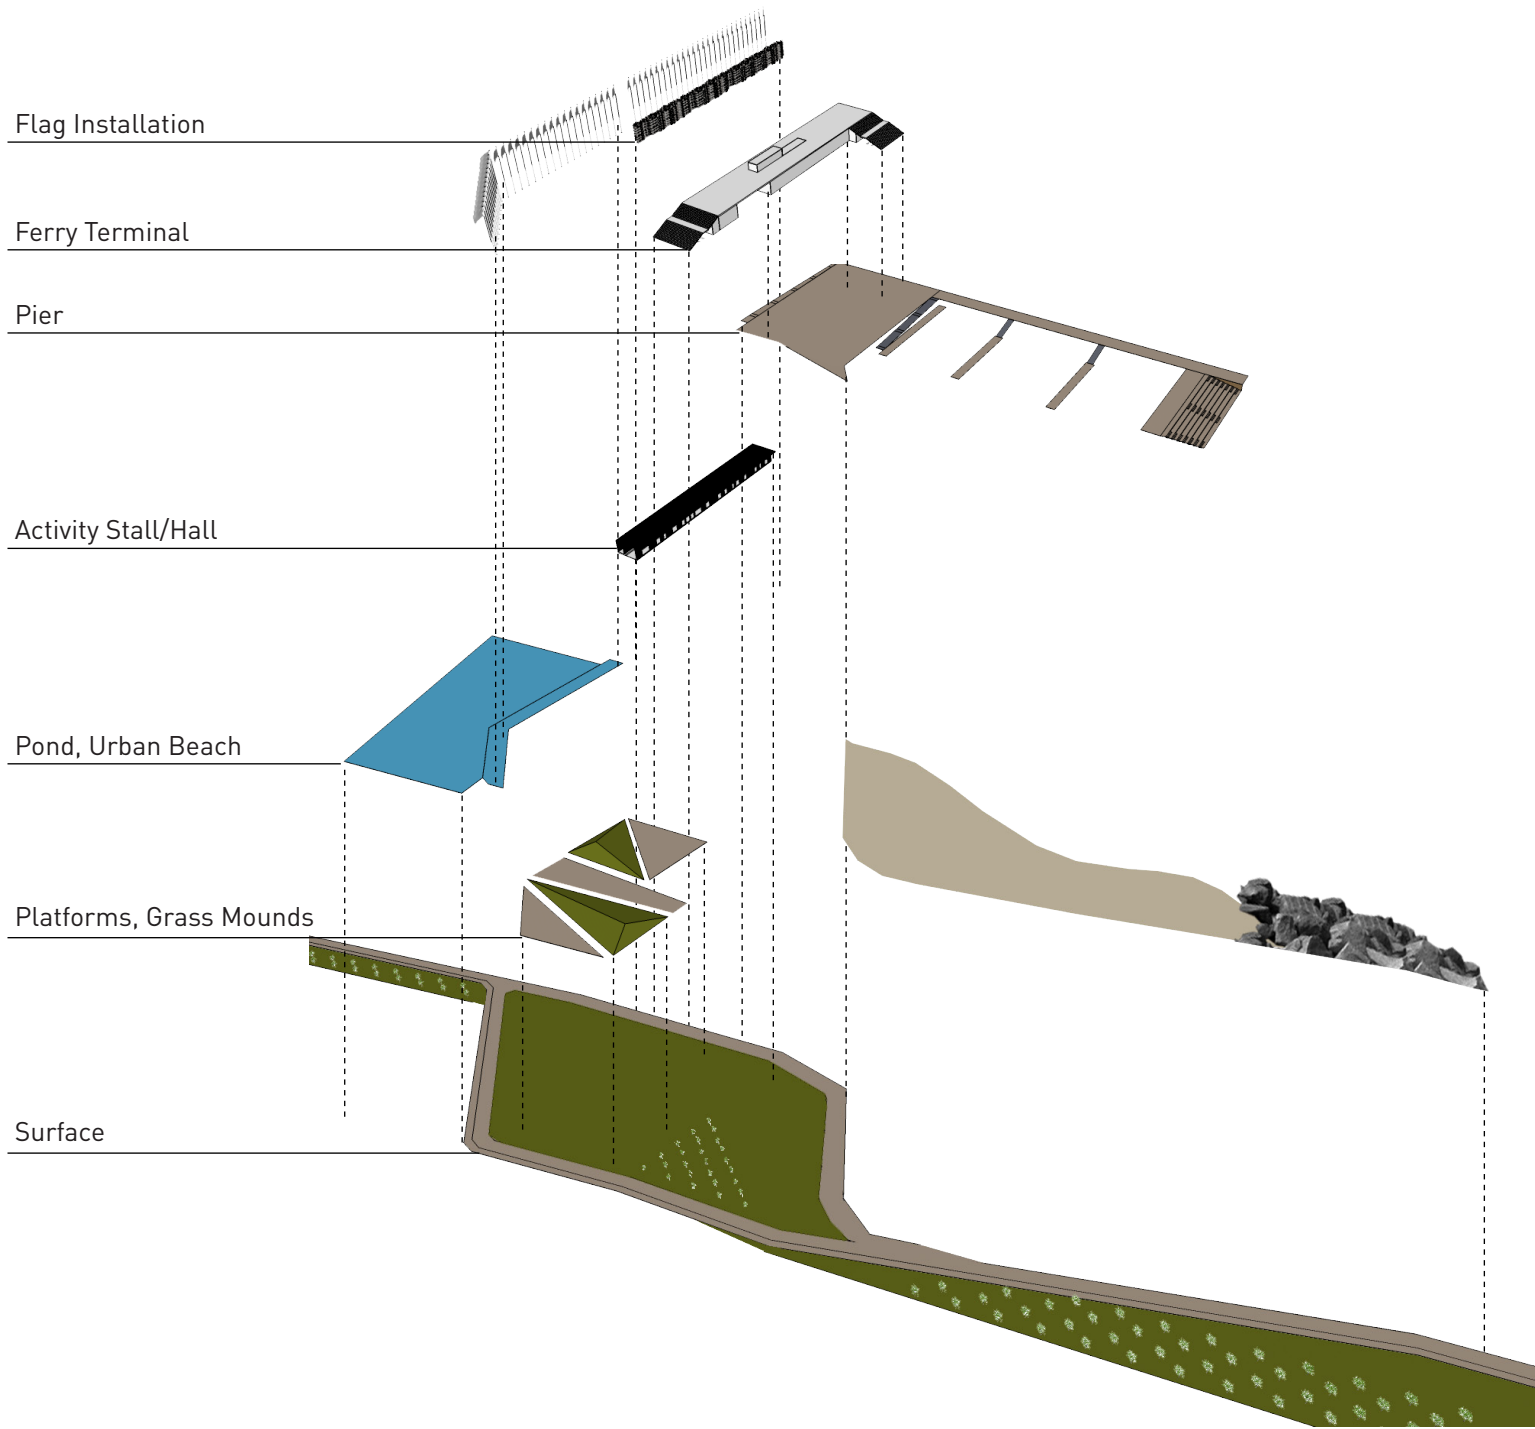 Flag Installation
Ferry Terminal
Pier
Activity Stall/Hall
Pond, Urban Beach
Platforms, Grass Mounds
Surface